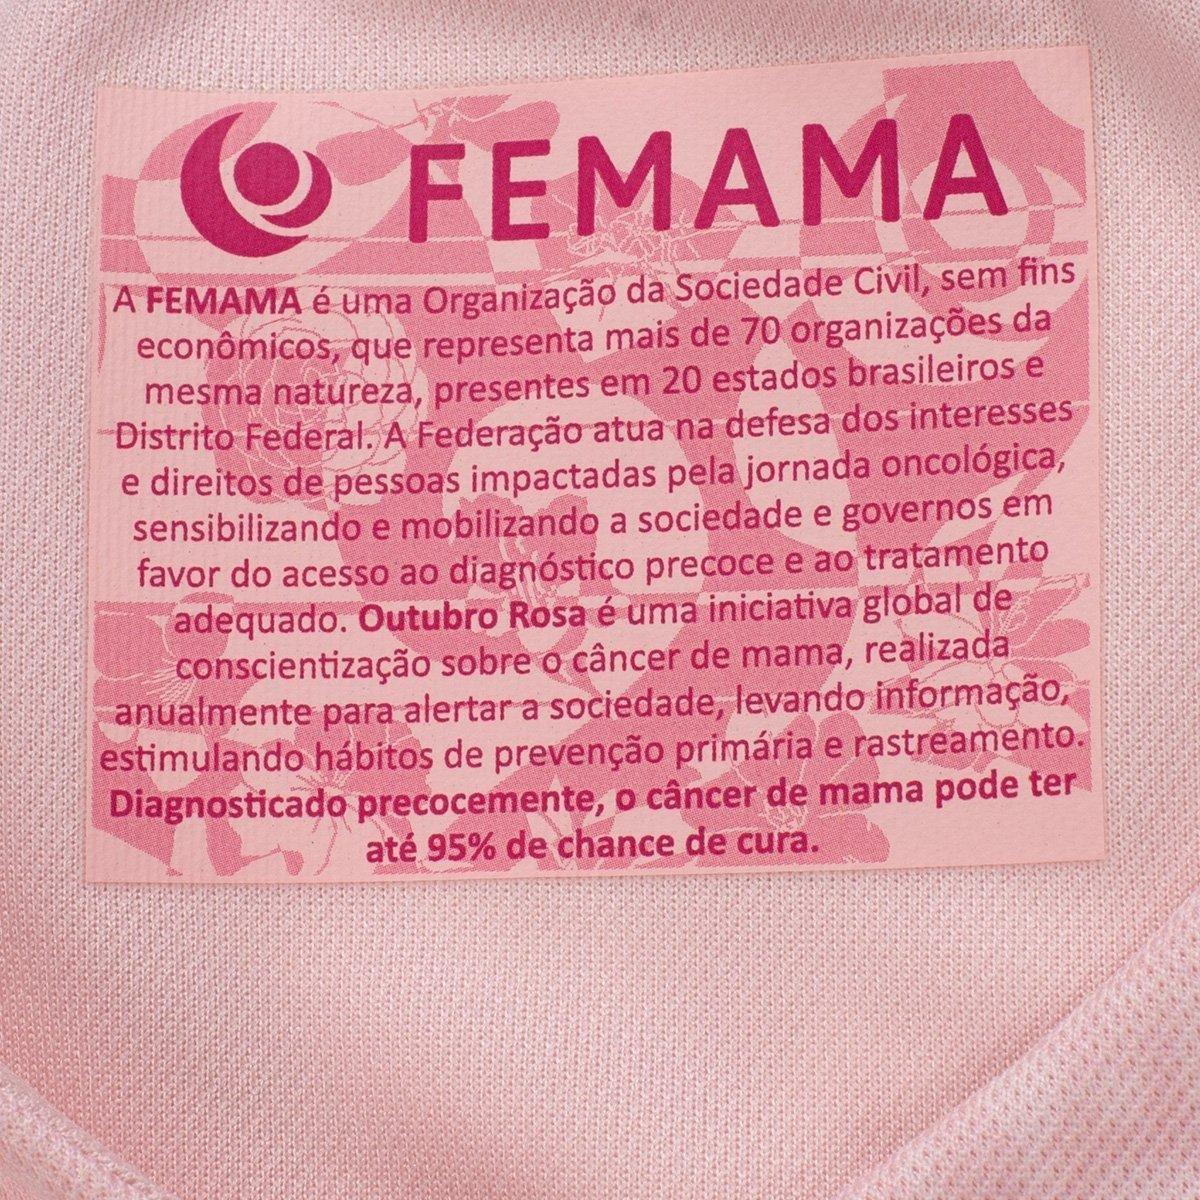 FEMAMA
A FEMAMA é uma Organização da Sociedade Civil, sem fins
econômicos, que representa mais de 70 organizações da
mesma natureza, presentes em 20 estados brasileiros e
Distrito Federal. A Federação atua na defesa dos interesses
e direitos de pessoas impactadas pela jornada oncológica,
sensibilizando e mobilizando a sociedade e governos em
favor do acesso ao diagnóstico precoce e ao tratamento
adequado. Outubro Rosa é uma iniciativa global de
conscientização sobre o câncer de mama, realizada
anualmente para alertar a sociedade, levando informação,
estimulando hábitos de prevenção primária e rastreamento.
Diagnosticado precocemente, o câncer de mama pode ter
até 95% de chance de cura.